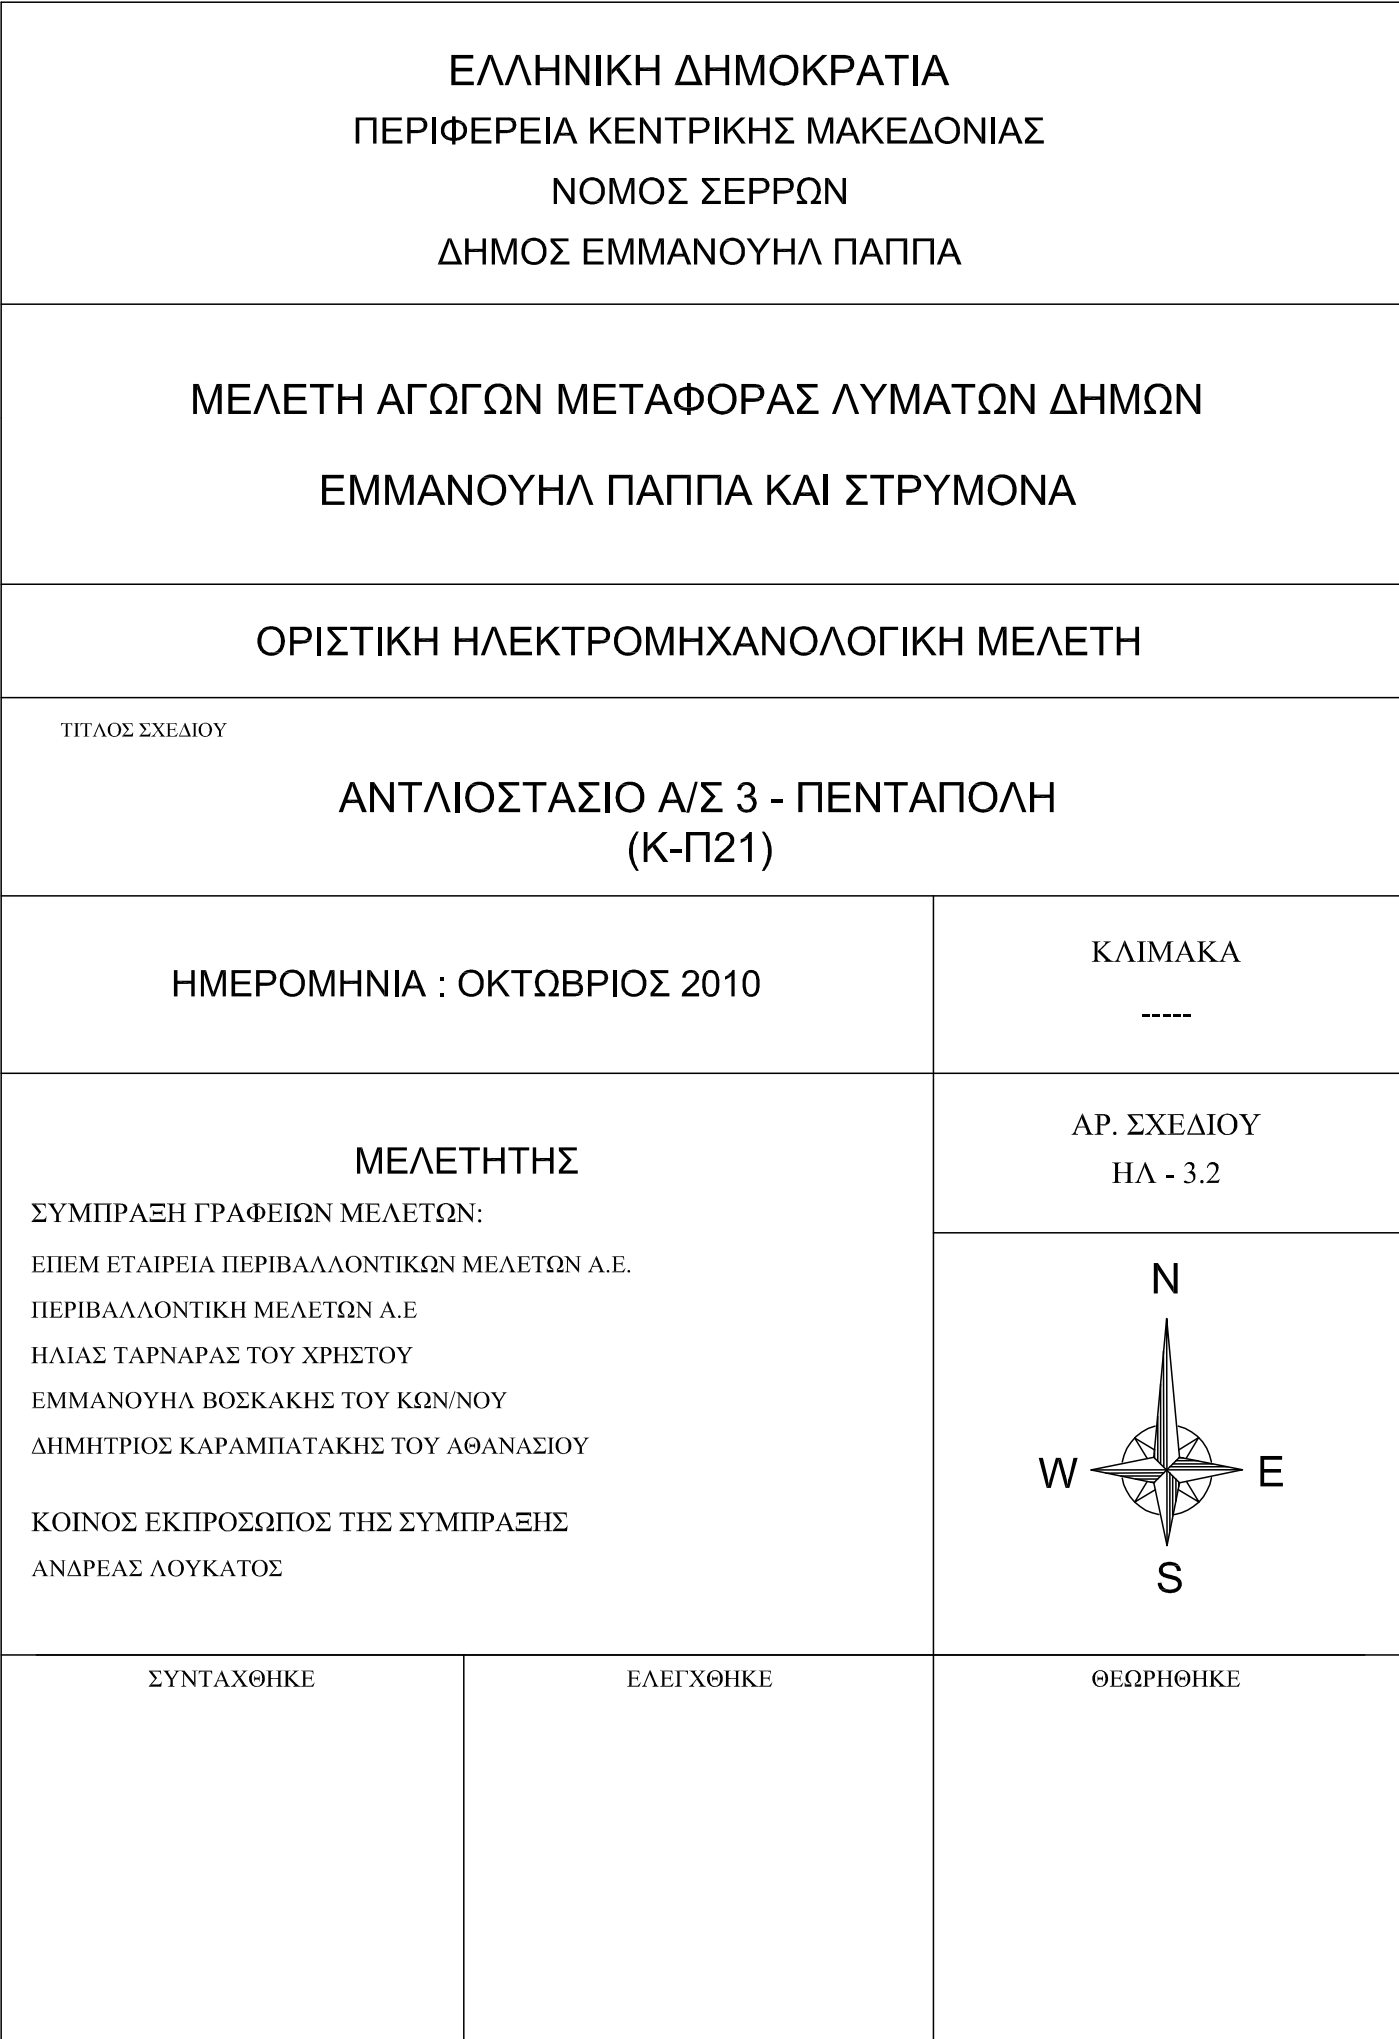 ΕΛΛΗΝΙΚΗ ΔΗΜΟΚΡΑΤΙΑ
ΠΕΡΙΦΕΡΕΙΑ ΚΕΝΤΡΙΚΗΣ ΜΑΚΕΔΟΝΙΑΣ
ΝΟΜΟΣ ΣΕΡΡΩΝ
ΔΗΜΟΣ ΕΜΜΑΝΟΥΗΛ ΠΑΠΠΑ
ΜΕΛΕΤΗ ΑΓΩΓΩΝ ΜΕΤΑΦΟΡΑΣ ΛΥΜΑΤΩΝ ΔΗΜΩΝ
ΕΜΜΑΝΟΥΗΛ ΠΑΠΠΑ ΚΑΙ ΣΤΡΥΜΟΝΑ
ΟΡΙΣΤΙΚΗ ΗΛΕΚΤΡΟΜΗΧΑΝΟΛΟΓΙΚΗ ΜΕΛΕΤΗ
ΤΙΤΛΟΣ ΣΧΕΔΙΟΥ
ΑΝΤΛΙΟΣΤΑΣΙΟ Α/Σ 3 - ΠΕΝΤΑΠΟΛΗ
(Κ-Π21)
ΗΜΕΡΟΜΗΝΙΑ : ΟΚΤΩΒΡΙΟΣ 2010
ΚΛΙΜΑΚΑ
-----
ΜΕΛΕΤΗΤΗΣ
ΣΥΜΠΡΑΞΗ ΓΡΑΦΕΙΩΝ ΜΕΛΕΤΩΝ:
ΕΠΕΜ ΕΤΑΙΡΕΙΑ ΠΕΡΙΒΑΛΛΟΝΤΙΚΩΝ ΜΕΛΕΤΩΝ Α.Ε.
ΠΕΡΙΒΑΛΛΟΝΤΙΚΗ ΜΕΛΕΤΩΝ Α.Ε
ΗΛΙΑΣ ΤΑΡΝΑΡΑΣ ΤΟΥ ΧΡΗΣΤΟΥ
ΕΜΜΑΝΟΥΗΛ ΒΟΣΚΑΚΗΣ ΤΟΥ ΚΩΝ/ΝΟΥ
ΔΗΜΗΤΡΙΟΣ ΚΑΡΑΜΠΑΤΑΚΗΣ ΤΟΥ ΑΘΑΝΑΣΙΟΥ
ΚΟΙΝΟΣ ΕΚΠΡΟΣΩΠΟΣ ΤΗΣ ΣΥΜΠΡΑΞΗΣ
ΑΝΔΡΕΑΣ ΛΟΥΚΑΤΟΣ
ΑΡ. ΣΧΕΔΙΟΥ
ΗΛ - 3.2
N
W E
S
ΣΥΝΤΑΧΘΗΚΕ
ΕΛΕΓΧΘΗΚΕ
ΘΕΩΡΗΘΗΚΕ